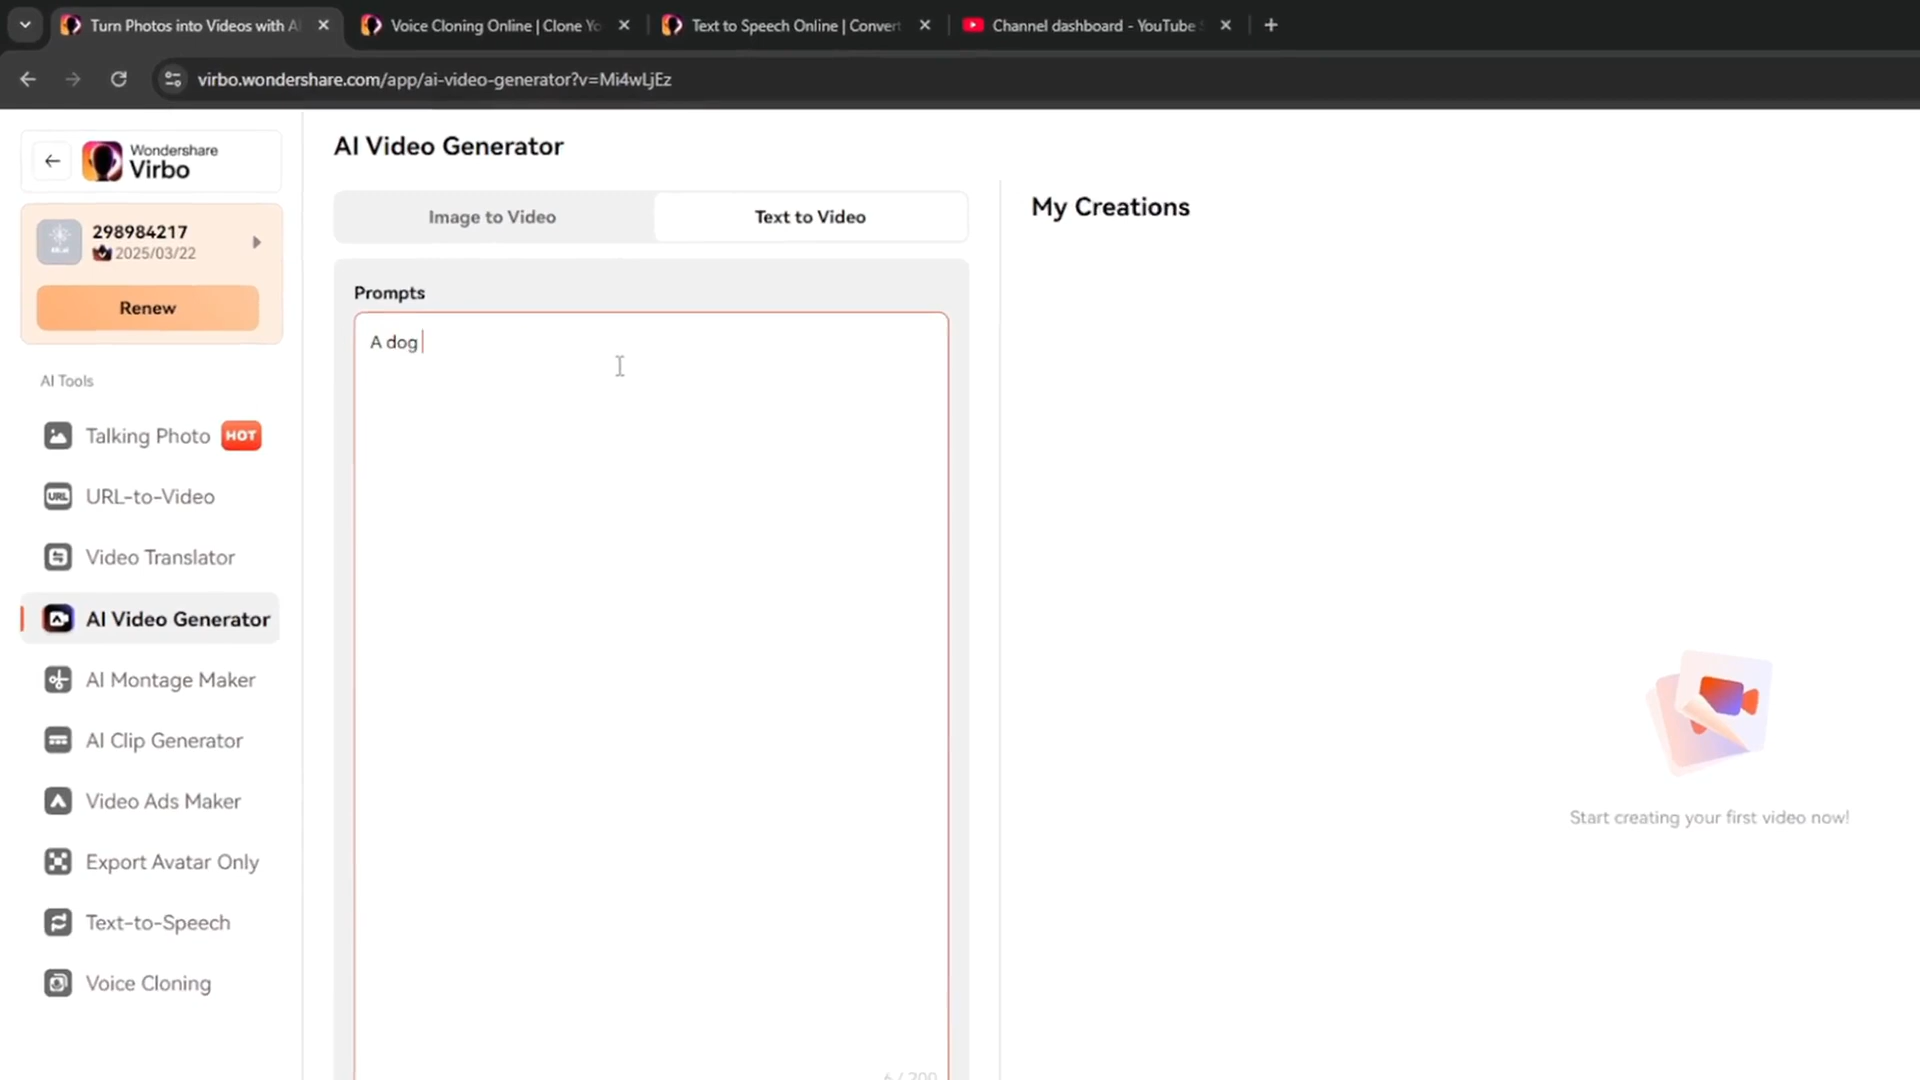 Turn Photos into Videos with AI
Voice Cloning Online | Clone Yo
Text to Speech Online | Convert
Channel dashboard - YouTube S
virbo.wondershare.com/app/ai-video-generator?v=Mi4wLjEz
Wondershare
Virbo
298984217
2025/03/22
Renew
AI Tools
Talking Photo HOT
URL URL-to-Video
Video Translator
AI Video Generator
AI Montage Maker
AI Clip Generator
Video Ads Maker
Export Avatar Only
Text-to-Speech
Voice Cloning
AI Video Generator
Image to Video
Text to Video
Prompts
A dog
6 / 200
My Creations
Start creating your first video now!